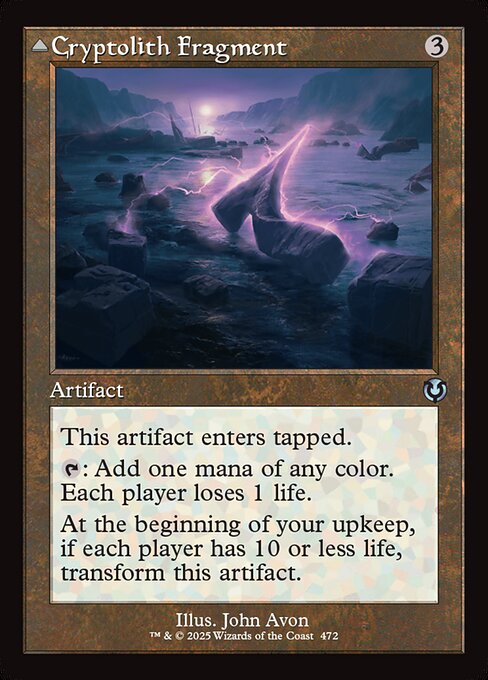 Cryptolith Fragment 3
Artifact
This artifact enters tapped.
: Add one mana of any color.
Each player loses 1 life.
At the beginning of your upkeep,
if each player has 10 or less life,
transform this artifact.
Illus. John Avon
™ & © 2025 Wizards of the Coast 472